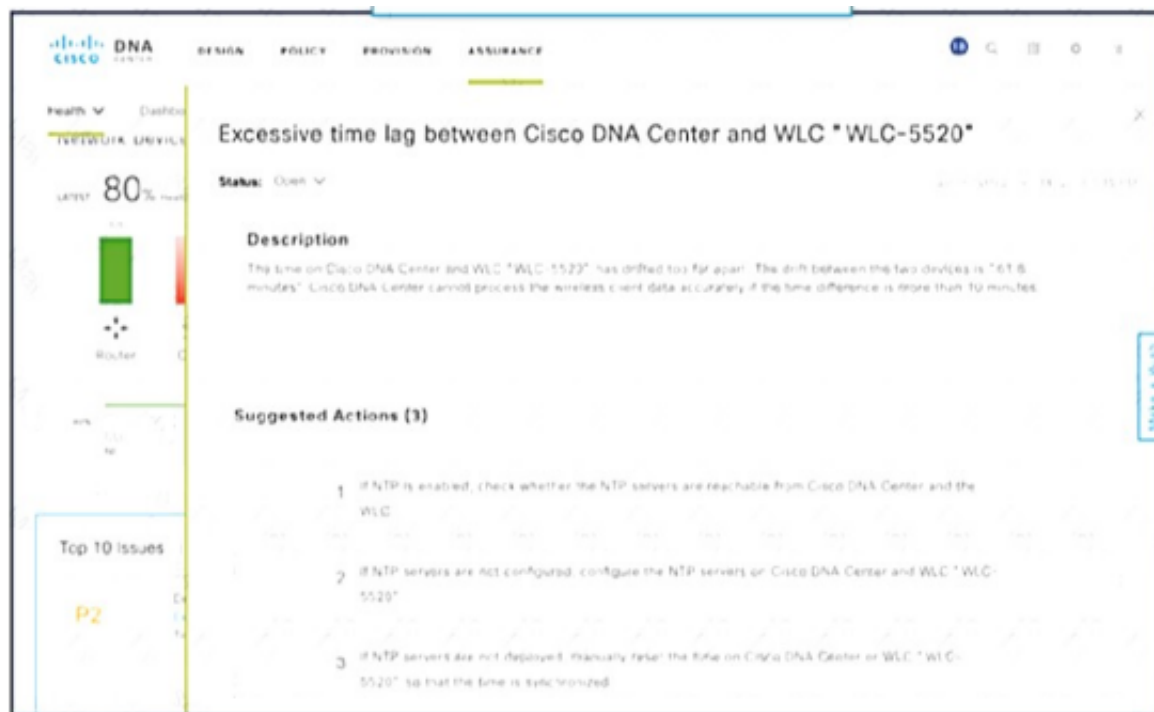 CISCO DNA CENTER
DESIGN POLICY PROVISION ASSURANCE
Health Dashbo
Network Device
Excessive time lag between Cisco DNA Center and WLC "WLC-5520"
LATEST 80%
Status: Open
Description
The time on Cisco DNA Center and WLC "WLC-5520" has drifted too far apart. The drift between the two devices is "61.6
minutes". Cisco DNA Center cannot process the wireless client data accurately if the time difference is more than 10 minutes.
Router
Suggested Actions (3)
1 If NTP is enabled, check whether the NTP servers are reachable from Cisco DNA Center and the
WLC
Top 10 Issues
2 If NTP servers are not configured, configure the NTP servers on Cisco DNA Center and WLC "WLC-
5520"
P2
3 If NTP servers are not deployed, manually reset the time on Cisco DNA Center or WLC "WLC-
5520" so that the time is synchronized